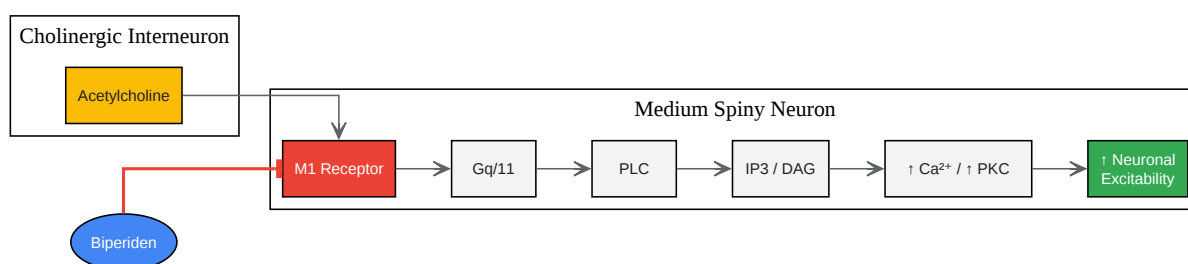 Cholinergic Interneuron
Acetylcholine
Medium Spiny Neuron
M1 Receptor
Gq/11
PLC
IP3 / DAG
↑ Ca²⁺ / ↑ PKC
↑ Neuronal
Excitability
Biperiden